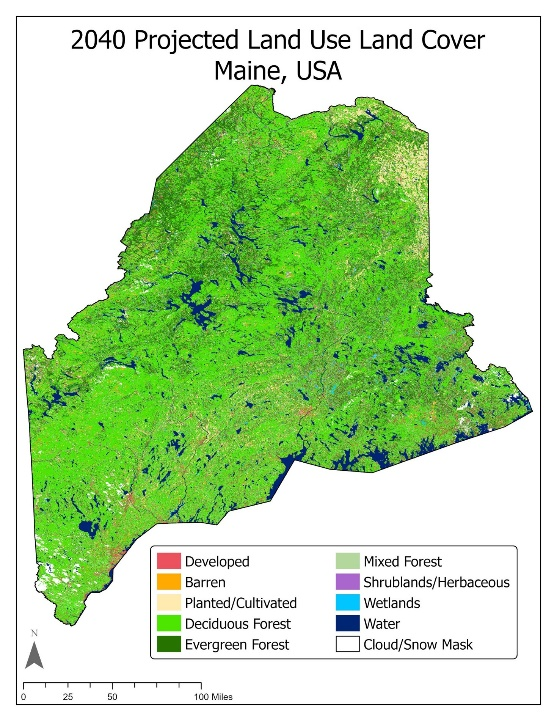 2040 Projected Land Use Land Cover
Maine, USA
Developed
Barren
Planted/Cultivated
Deciduous Forest
Evergreen Forest
Mixed Forest
Shrublands/Herbaceous
Wetlands
Water
Cloud/Snow Mask
N
0 25 50 100 Miles